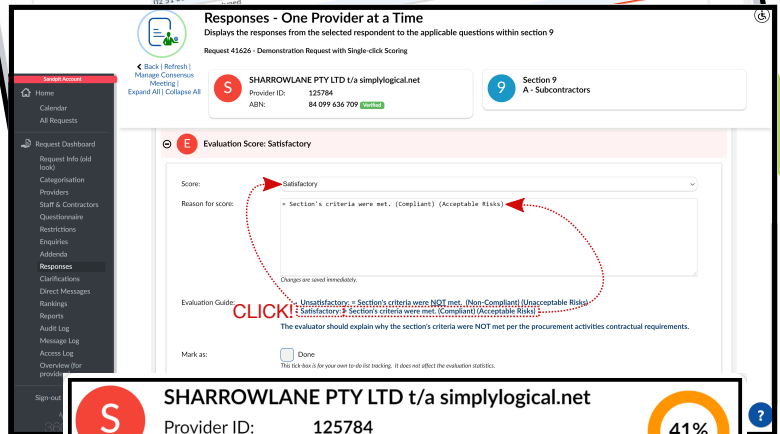 Responses - One Provider at a Time
Displays the responses from the selected respondent to the applicable questions within section 9
Request 41626 - Demonstration Request with Single-click Scoring
Back | Refresh |
Manage Consensus
Meeting |
Expand All | Collapse All
S
SHARROWLANE PTY LTD t/a simplylogical.net
Provider ID: 125784
ABN: 84 099 636 709 Verified
9
Section 9
A - Subcontractors
Sandpit Account
Home
Calendar
All Requests
Request Dashboard
Request Info (old
look)
Categorisation
Providers
Staff & Contractors
Questionnaire
Restrictions
Enquiries
Addenda
Responses
Clarifications
Direct Messages
Rankings
Reports
Audit Log
Message Log
Access Log
Overview (for
Sign-out
E
Evaluation Score: Satisfactory
Score: Satisfactory
Reason for score: = Section's criteria were met. (Compliant) (Acceptable Risks)
Changes are saved immediately.
Evaluation Guide: Unsatisfactory: = Section's criteria were NOT met. (Non-Compliant) (Unacceptable Risks)
CLICK! Satisfactory: = Section's criteria were met. (Compliant) (Acceptable Risks)
The evaluator should explain why the section's criteria were NOT met per the procurement activities contractual requirements.
Mark as: Done
This tick-box is for your own to-do list tracking. It does not affect the evaluation statistics.
S
SHARROWLANE PTY LTD t/a simplylogical.net
Provider ID: 125784
41%
?